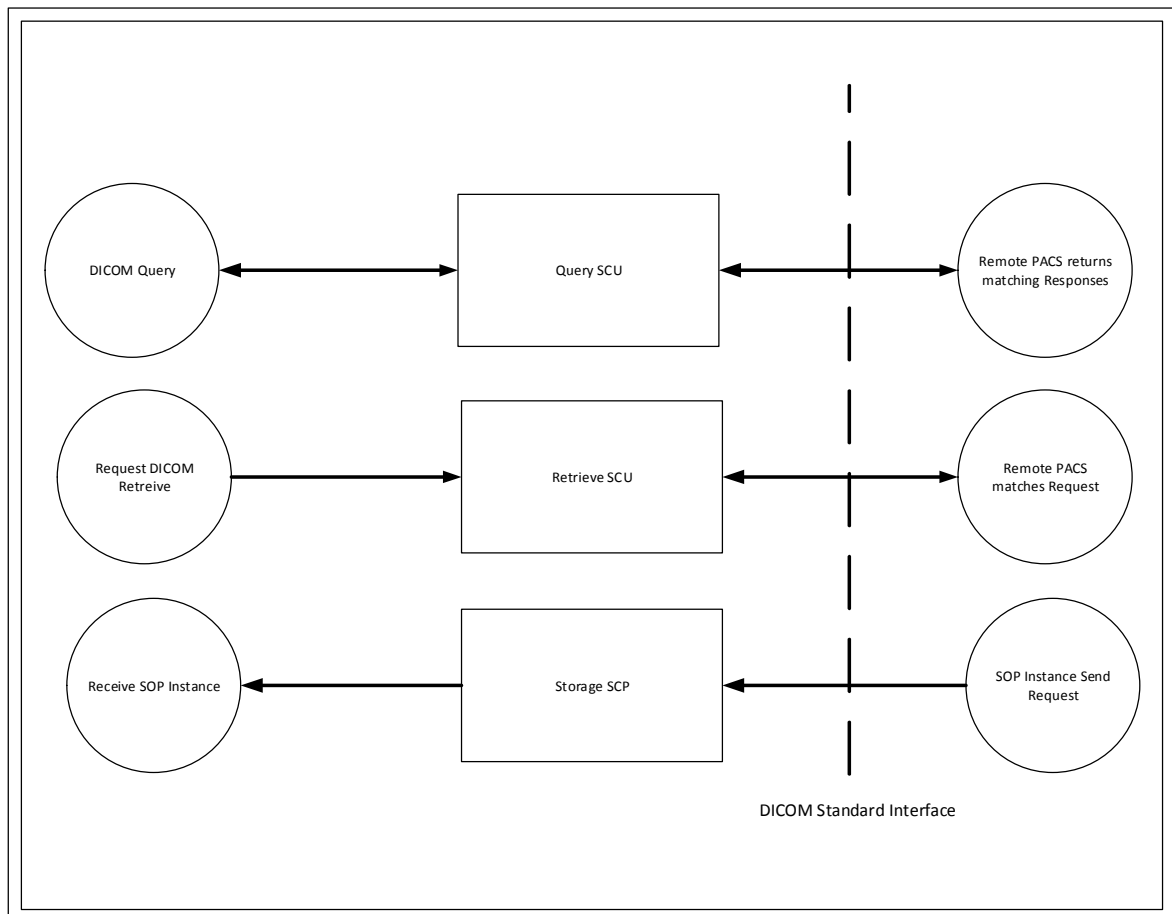 DICOM Query
Query SCU
Remote PACS returns
matching Responses
Request DICOM
Retreive
Retrieve SCU
Remote PACS
matches Request
Receive SOP Instance
Storage SCP
SOP Instance Send
Request
DICOM Standard Interface